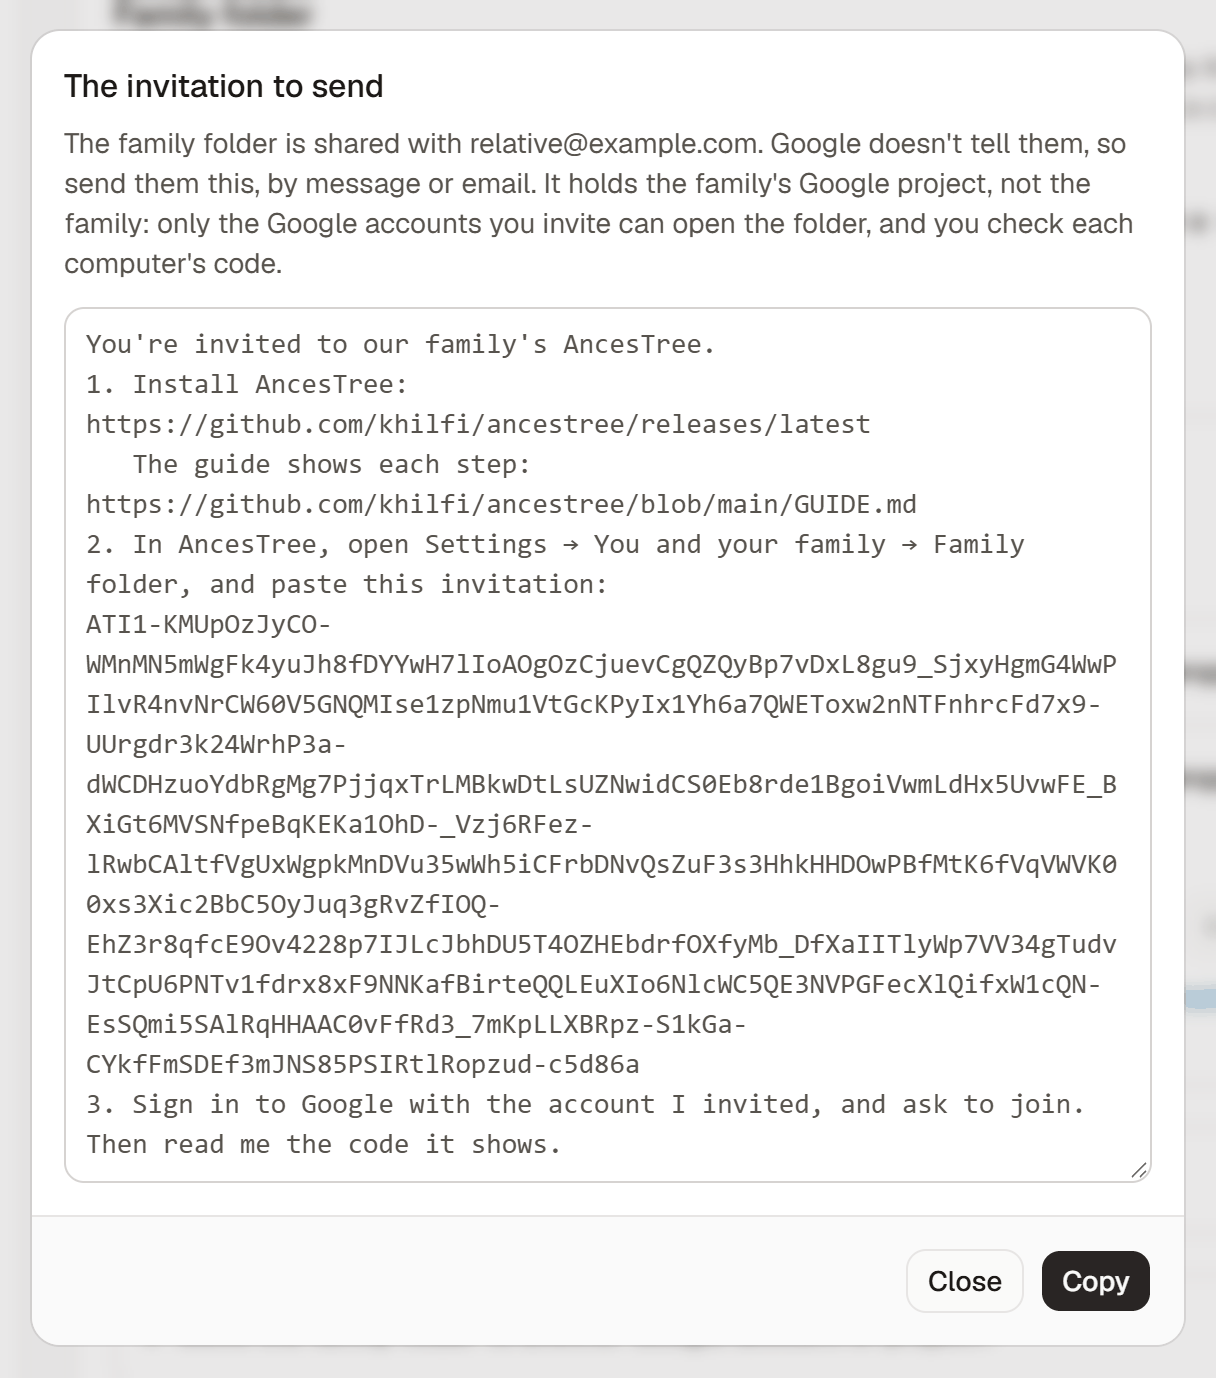 Family folder
The invitation to send
The family folder is shared with relative@example.com. Google doesn't tell them, so
send them this, by message or email. It holds the family's Google project, not the
family: only the Google accounts you invite can open the folder, and you check each
computer's code.
You're invited to our family's AncesTree.
1. Install AncesTree:
https://github.com/khilfi/ancestree/releases/latest
The guide shows each step:
https://github.com/khilfi/ancestree/blob/main/GUIDE.md
2. In AncesTree, open Settings → You and your family → Family
folder, and paste this invitation:
ATI1-KMUpOzJyCO-
WMnMN5mWgFk4yuJh8fDYYwH7lIoAOgOzCjuevCgQZQyBp7vDxL8gu9_SjxyHgmG4WwP
IlvR4nvNrCW60V5GNQMIse1zpNmu1VtGcKPyIx1Yh6a7QWEToxw2nNTFnhrcFd7x9-
UUrgdr3k24WrhP3a-
dWCDHzuoYdbRgMg7PjjqxTrLMBkwDtLsUZNwidCS0Eb8rde1BgoiVwmLdHx5UvwFE_B
XiGt6MVSNfpeBqKEKa1OhD-_Vzj6RFez-
lRwbCAltfVgUxWgpkMnDVu35wWh5iCFrbDNvQsZuF3s3HhkHHDOwPBfMtK6fVqVWVK0
0xs3Xic2BbC5OyJuq3gRvZfIOQ-
EhZ3r8qfcE9Ov4228p7IJLcJbhDU5T4OZHEbdrfOXfyMb_DfXaIITlyWp7VV34gTudv
JtCpU6PNTv1fdrx8xF9NNKafBirteQQLEuXIo6NlcWC5QE3NVPGFecXlQifxW1cQN-
EsSQmi5SAlRqHHAAC0vFfRd3_7mKpLLXBRpz-S1kGa-
CYkfFmSDEf3mJNS85PSIRtlRopzud-c5d86a
3. Sign in to Google with the account I invited, and ask to join.
Then read me the code it shows.
Close
Copy